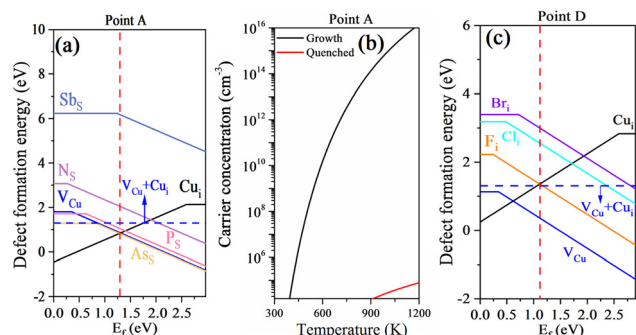 Point A
(a)
Sb_S
N_S
V_Cu
V_Cu+Cu_i
Cu_i
P_S
As_S
Defect formation energy (eV)
10
8
6
4
2
0
-2
0.0 0.5 1.0 1.5 2.0 2.5
E_f (eV)
Point A
Growth
Quenched
(b)
Carrier concentraton (cm^-3)
10^16
10^14
10^12
10^10
10^8
10^6
300 600 900 1200
Temperature (K)
Point D
(c)
Br_i
Cl_i
Cu_i
F_i
V_Cu+Cu_i
V_Cu
Defect formation energy (eV)
6
4
2
0
-2
0.0 0.5 1.0 1.5 2.0 2.5
E_f (eV)